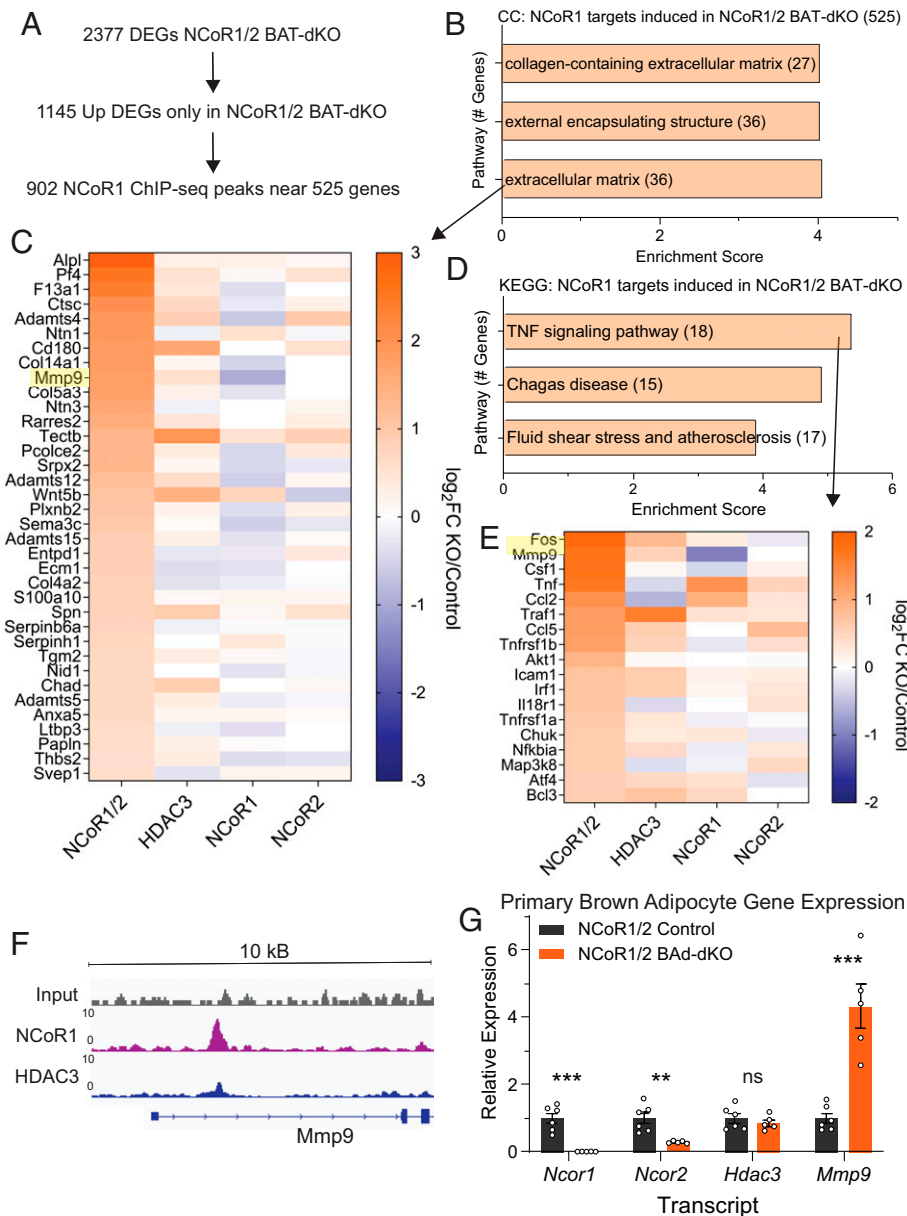 A
2377 DEGs NCoR1/2 BAT-dKO
1145 Up DEGs only in NCoR1/2 BAT-dKO
902 NCoR1 ChIP-seq peaks near 525 genes
B
CC: NCoR1 targets induced in NCoR1/2 BAT-dKO (525)
Pathway (# Genes)
collagen-containing extracellular matrix (27)
external encapsulating structure (36)
extracellular matrix (36)
0 2 4
Enrichment Score
C
Alpl
Pf4
F13a1
Ctsc
Adamts4
Ntn1
Cd180
Col14a1
Mmp9
Col5a3
Ntn3
Rarres2
Tectb
Pcolce2
Srpx2
Adamts12
Wnt5b
Plxnb2
Sema3c
Adamts15
Entpd1
Ecm1
Col4a2
S100a10
Spn
Serpinb6a
Serpinh1
Tgm2
Nid1
Chad
Adamts5
Anxa5
Ltbp3
Papln
Thbs2
Svep1
NCoR1/2
HDAC3
NCoR1
NCoR2
3
2
1
0
-1
-2
-3
log2FC KO/Control
D
KEGG: NCoR1 targets induced in NCoR1/2 BAT-dKO
Pathway (# Genes)
TNF signaling pathway (18)
Chagas disease (15)
Fluid shear stress and atherosclerosis (17)
0 2 4 6
Enrichment Score
E
Fos
Mmp9
Csf1
Tnf
Ccl2
Traf1
Ccl5
Tnfrsf1b
Akt1
Icam1
Irf1
Il18r1
Tnfrsf1a
Chuk
Nfkbia
Map3k8
Atf4
Bcl3
NCoR1/2
HDAC3
NCoR1
NCoR2
2
1
0
-1
-2
log2FC KO/Control
F
10 kB
Input
10
NCoR1
0
10
HDAC3
0
Mmp9
G
Primary Brown Adipocyte Gene Expression
NCoR1/2 Control
NCoR1/2 BAd-dKO
Relative Expression
6
4
2
0
***
**
ns
***
Ncor1
Ncor2
Hdac3
Mmp9
Transcript